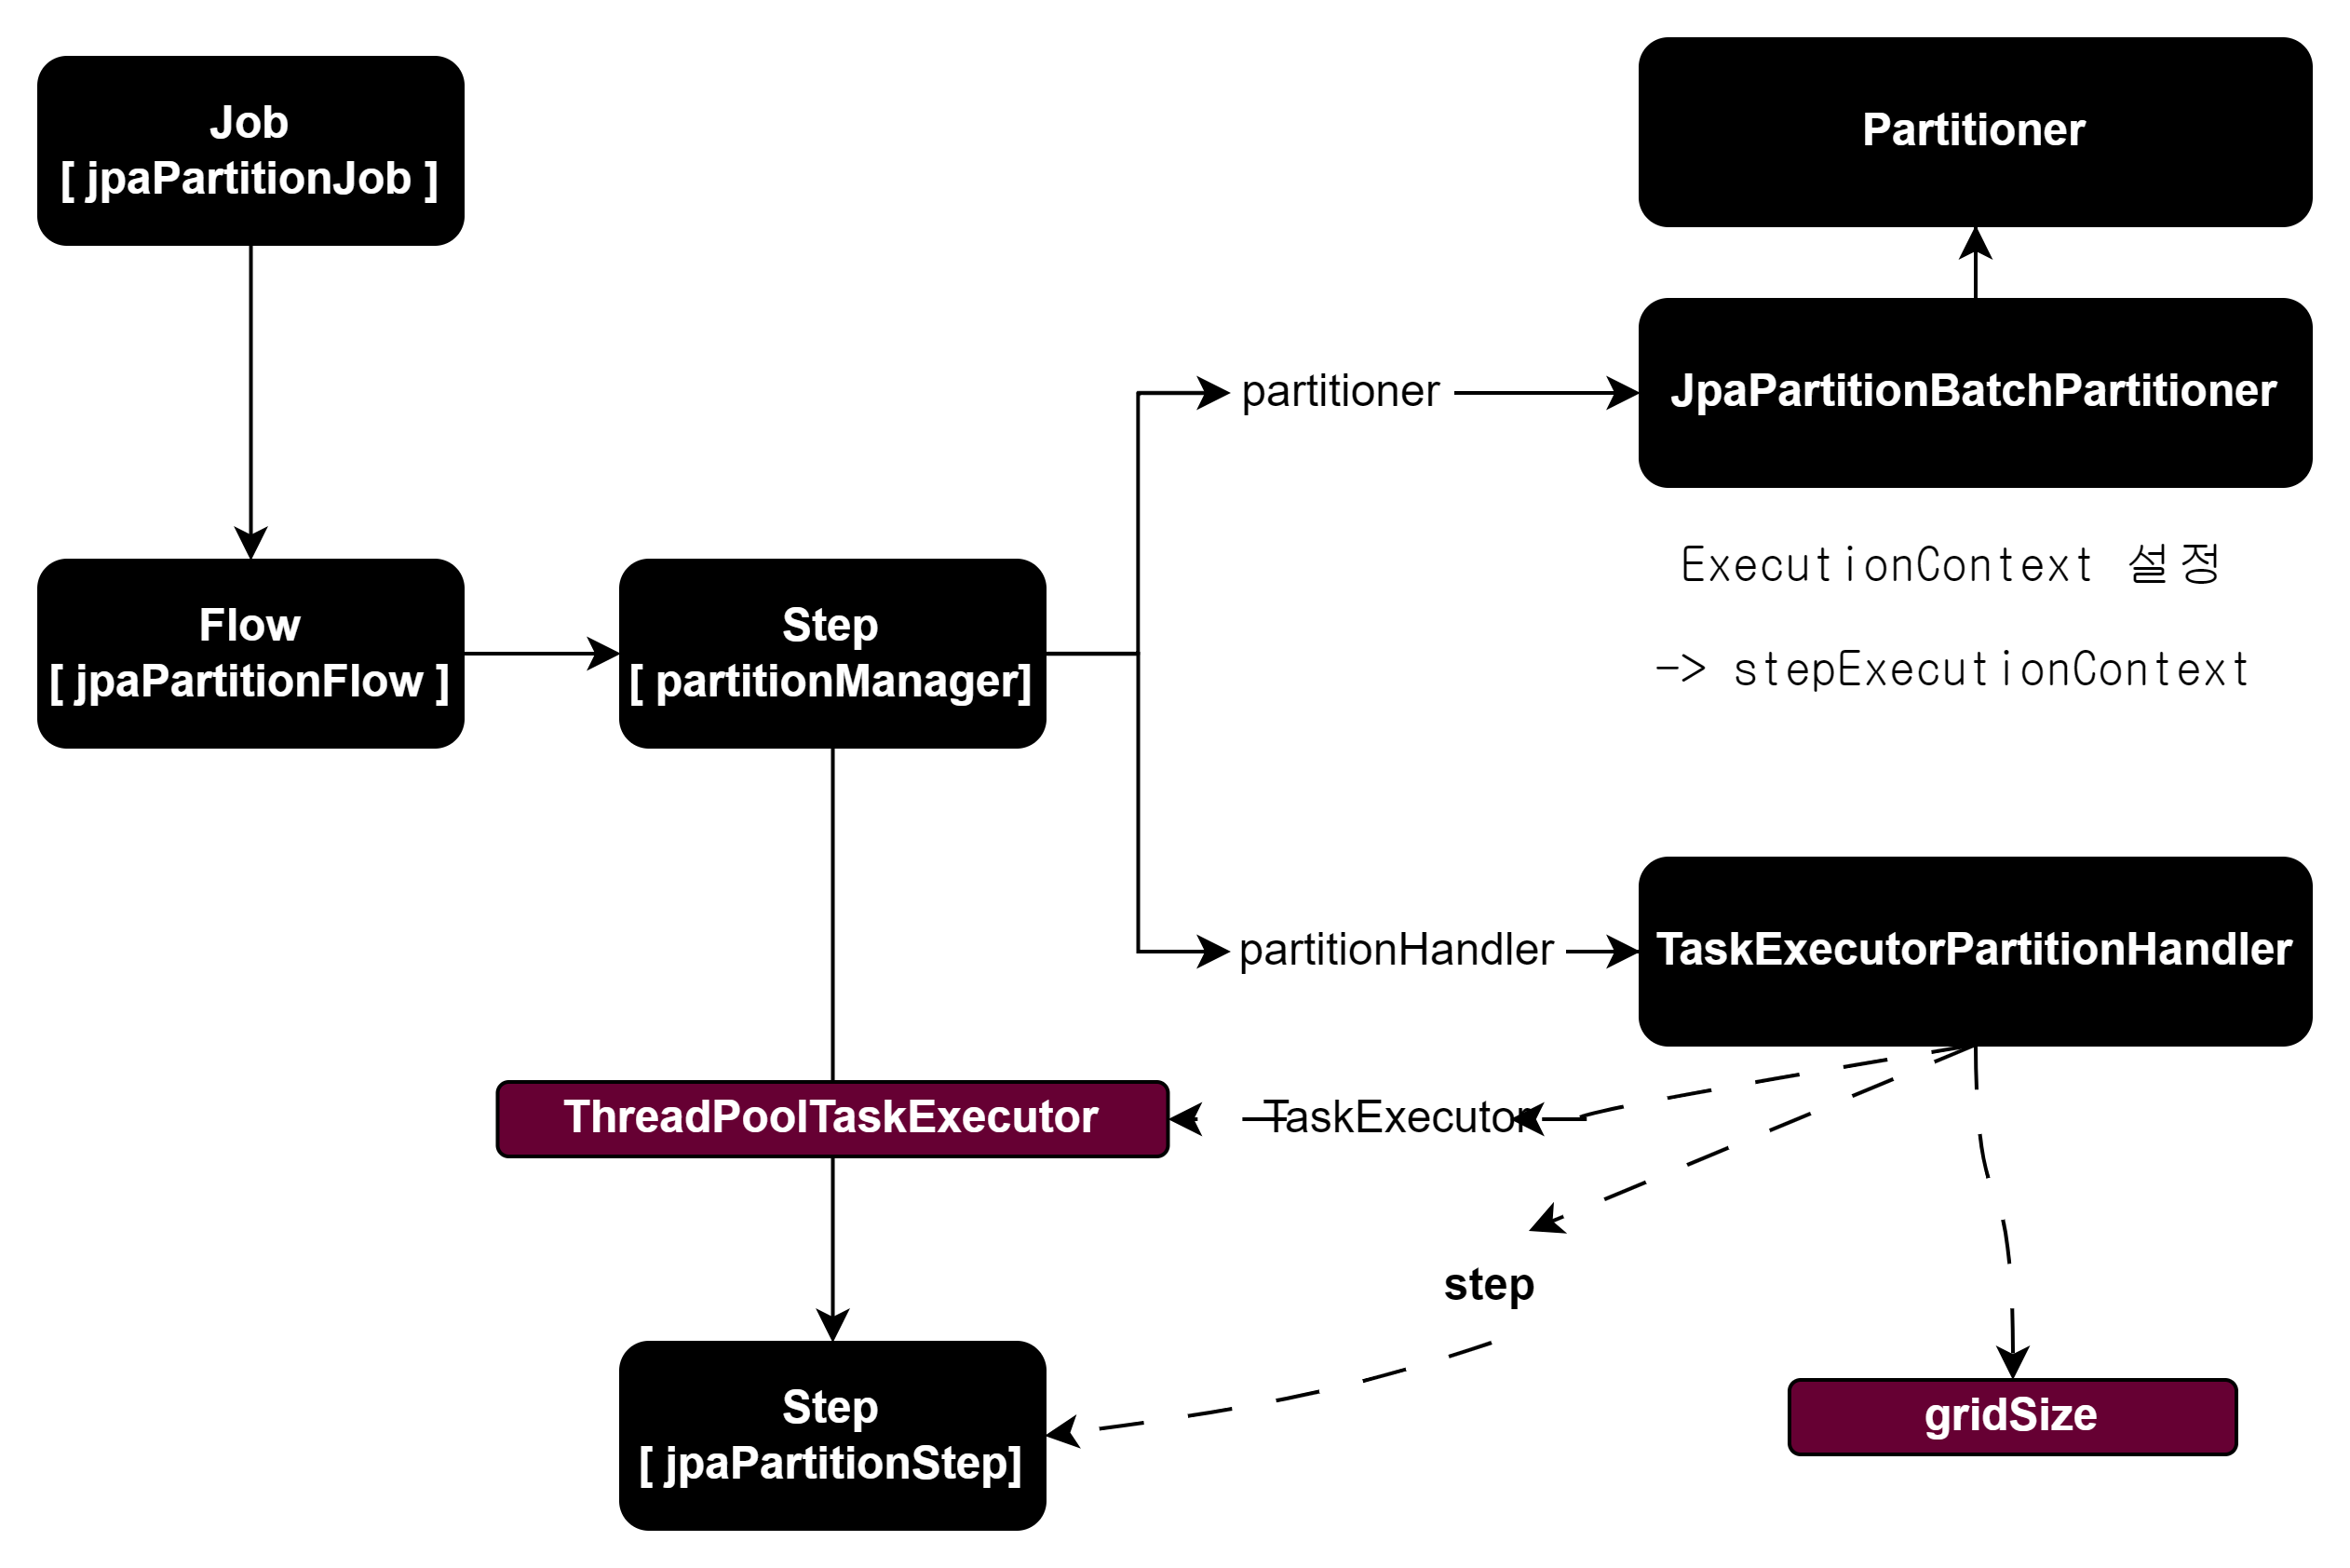 Job
[ jpaPartitionJob ]
Partitioner
partitioner
JpaPartitionBatchPartitioner
ExecutionContext 설정
-> stepExecutionContext
Flow
[ jpaPartitionFlow ]
Step
[ partitionManager]
partitionHandler
TaskExecutorPartitionHandler
ThreadPoolTaskExecutor
TaskExecutor
step
Step
[ jpaPartitionStep]
gridSize